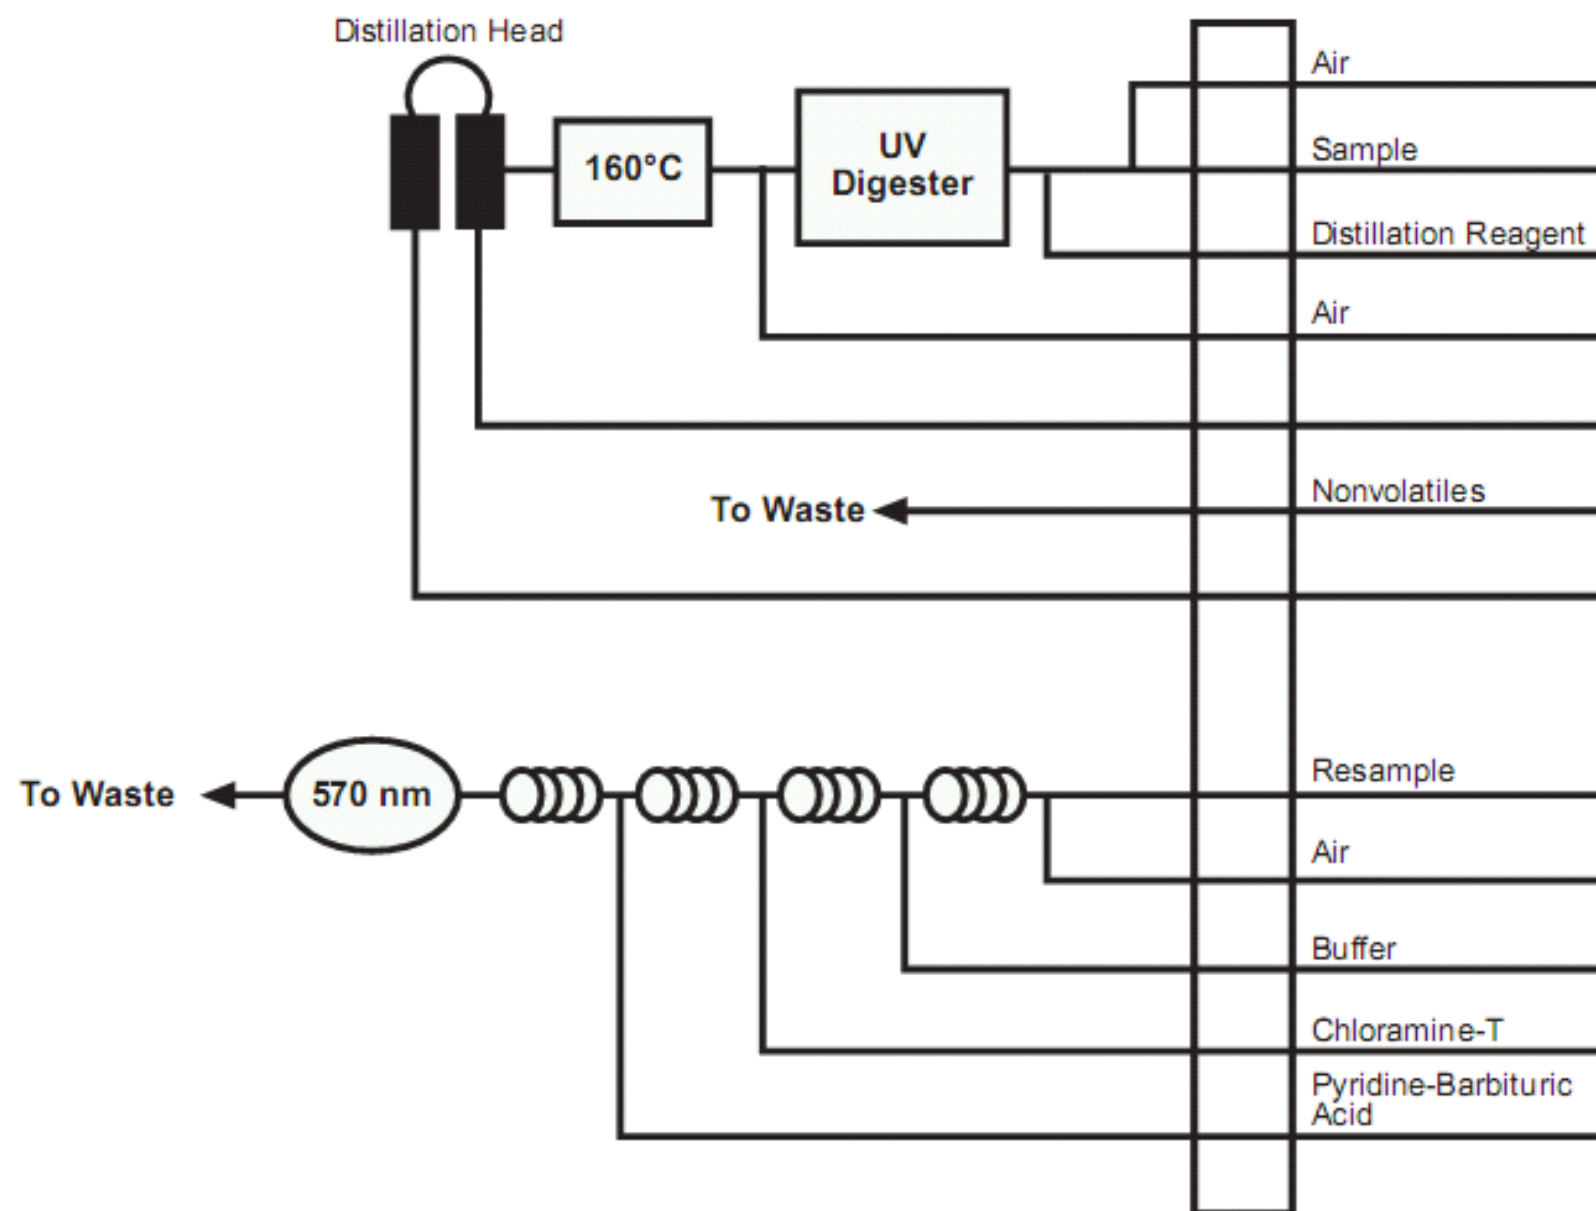 Distillation Head
Air
UV
Digester
160°C
Sample
Distillation Reagent
Air
Nonvolatiles
To Waste
Resample
To Waste
570 nm
Air
Buffer
Chloramine-T
Pyridine-Barbituric
Acid